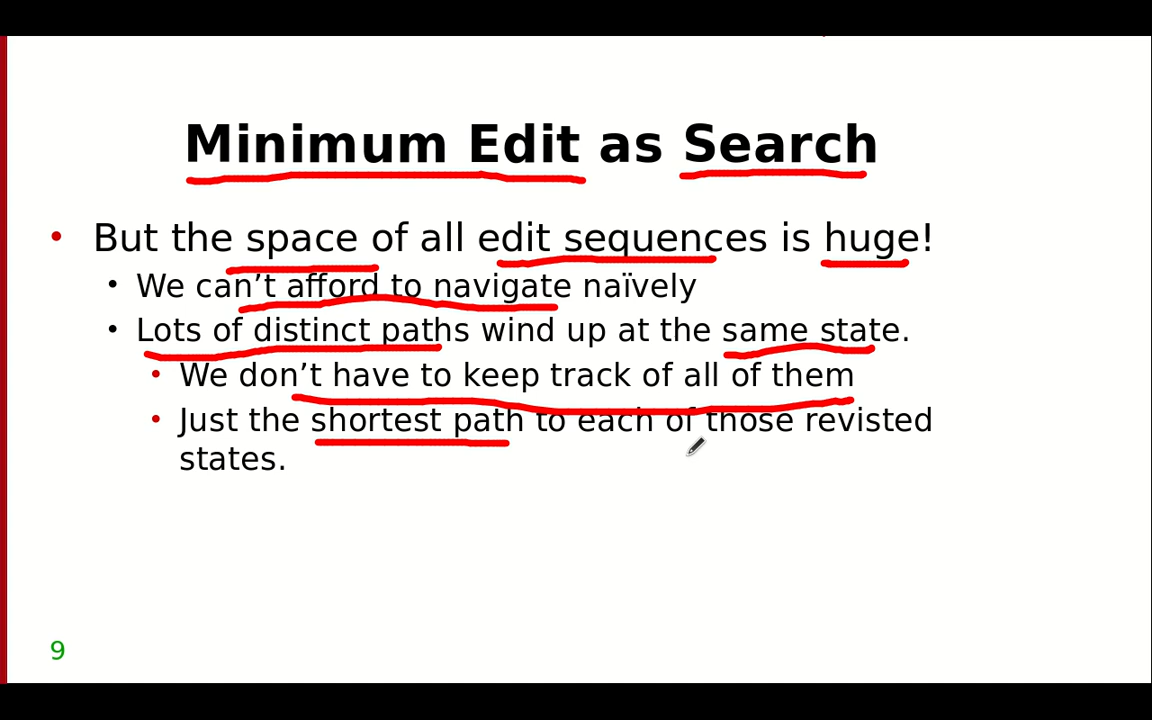 Minimum Edit as Search
• But the space of all edit sequences is huge!
• We can’t afford to navigate naïvely
• Lots of distinct paths wind up at the same state.
• We don’t have to keep track of all of them
• Just the shortest path to each of those revisted
states.
9